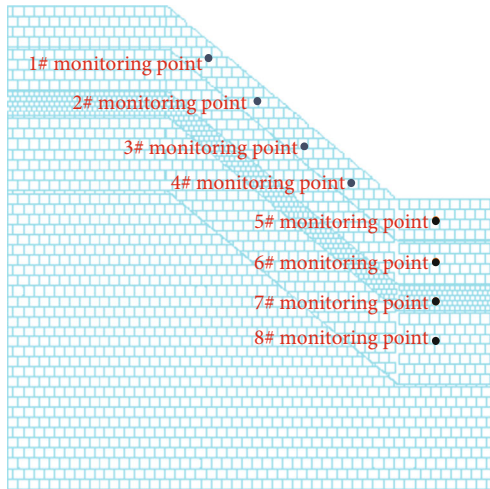 1# monitoring point
2# monitoring point
3# monitoring point
4# monitoring point
5# monitoring point
6# monitoring point
7# monitoring point
8# monitoring point